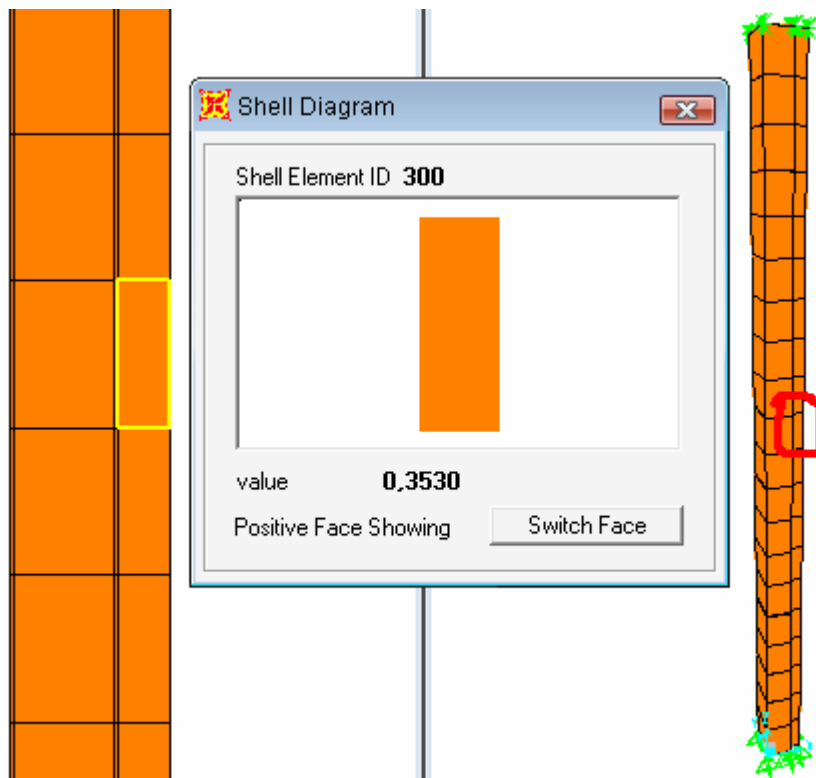 Shell Diagram
Shell Element ID 300
value 0,3530
Positive Face Showing Switch Face